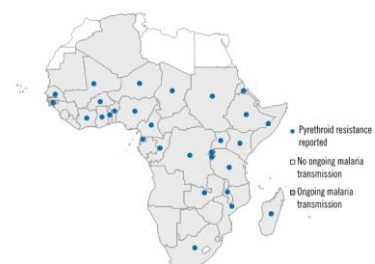 Pyrethroid resistance
reported
No ongoing malaria
transmission
Ongoing malaria
transmission